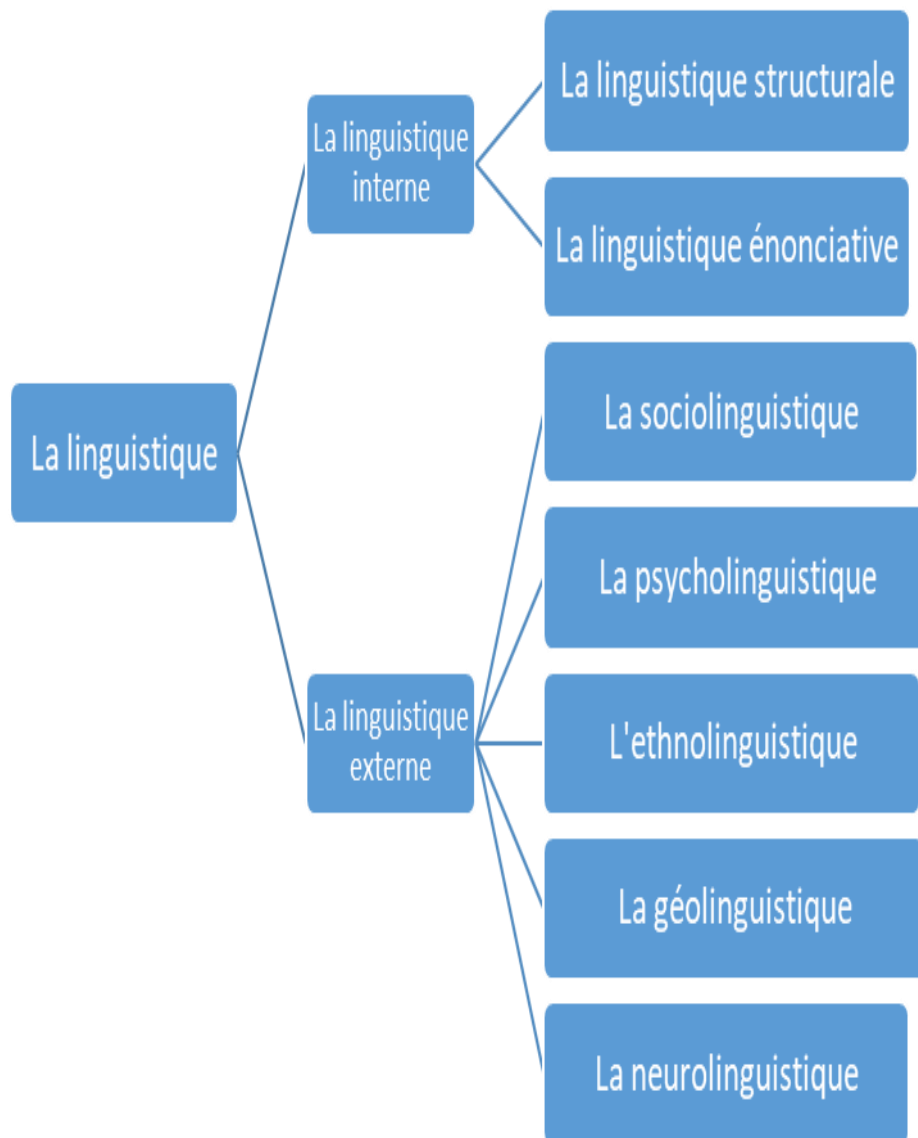 La linguistique structurale
La linguistique
interne
La linguistique énonciative
La sociolinguistique
La linguistique
La psycholinguistique
La linguistique
externe
L'ethnolinguistique
La géolinguistique
La neurolinguistique